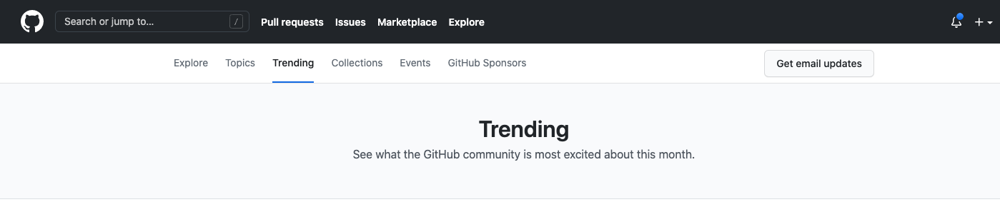 Search or jump to... /
Pull requests Issues Marketplace Explore
Explore Topics Trending Collections Events GitHub Sponsors
Get email updates
Trending
See what the GitHub community is most excited about this month.